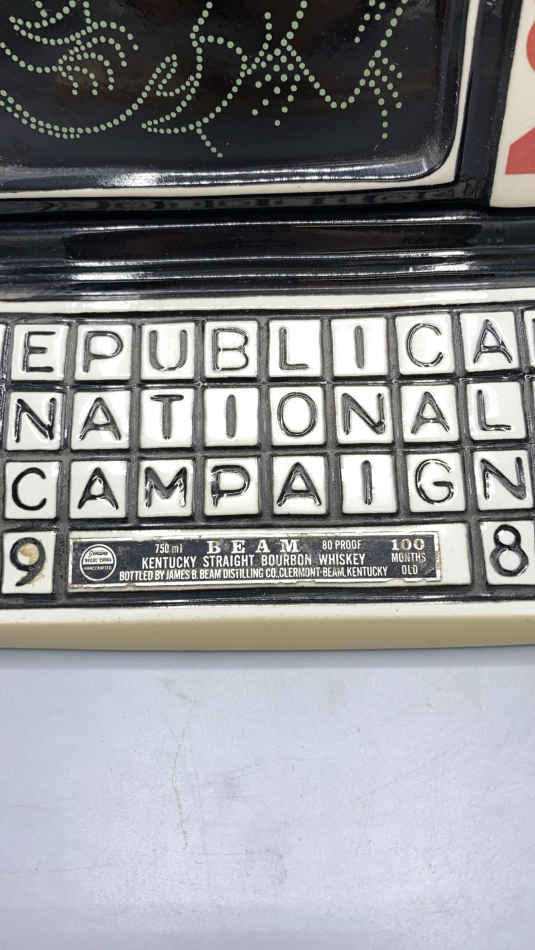 EPUBLICA
NATIONAL
CAMPAIGN
9 8
750 ml BEAM 80 PROOF 100
KENTUCKY STRAIGHT BOURBON WHISKEY MONTHS
BOTTLED BY JAMES B. BEAM DISTILLING CO., CLERMONT-BEAM, KENTUCKY OLD